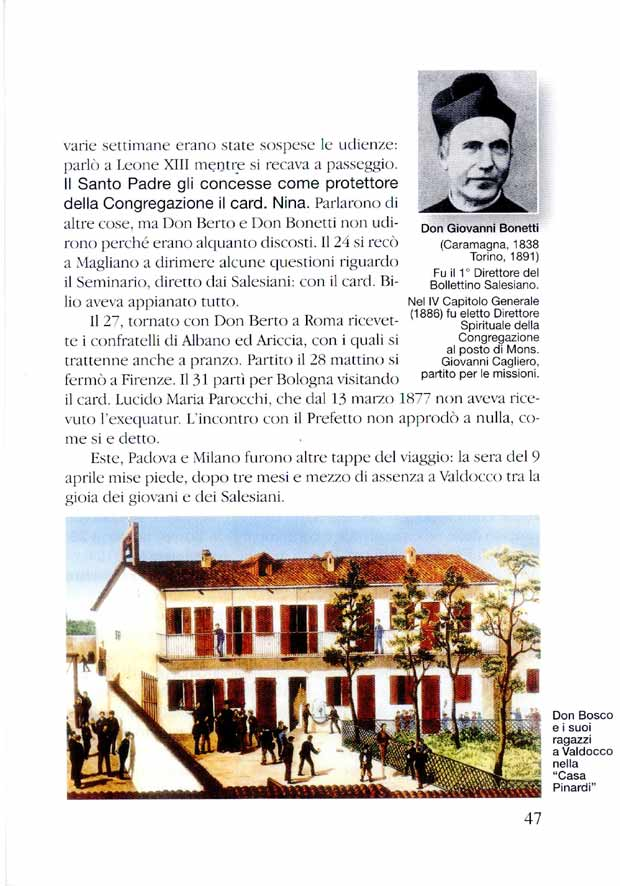 varie settimane erano state sospese le udienze:
parlò a Leone XIII mentre si recava a passeggio.
Il Santo Padre gli concesse come protettore
della Congregazione il card. Nina. Parlarono di
altre cose, ma Don Berto e Don Bonetti non udi-
rono perché erano alquanto discosti. Il 24 si recò
a Magliano a dirimere alcune questioni riguardo
il Seminario, diretto dai Salesiani: con il card. Bi-
lio aveva appianato tutto.
Il 27, tornato con Don Berto a Roma ricevet-
te i confratelli di Albano ed Ariccia, con i quali si
trattenne anche a pranzo. Partito il 28 mattino si
fermò a Firenze. Il 31 partì per Bologna visitando
il card. Lucido Maria Parocchi, che dal 13 marzo 1877 non aveva rice-
vuto l'exequatur. L'incontro con il Prefetto non approdò a nulla, co-
me si e detto.
Este, Padova e Milano furono altre tappe del viaggio: la sera del 9
aprile mise piede, dopo tre mesi e mezzo di assenza a Valdocco tra la
gioia dei giovani e dei Salesiani.
Don Giovanni Bonetti
(Caramagna, 1838
Torino, 1891)
Fu il 1° Direttore del
Bollettino Salesiano.
Nel IV Capitolo Generale
(1886) fu eletto Direttore
Spirituale della
Congregazione
al posto di Mons.
Giovanni Cagliero,
partito per le missioni.
Don Bosco
e i suoi
ragazzi
a Valdocco
nella
"Casa
Pinardi"
47